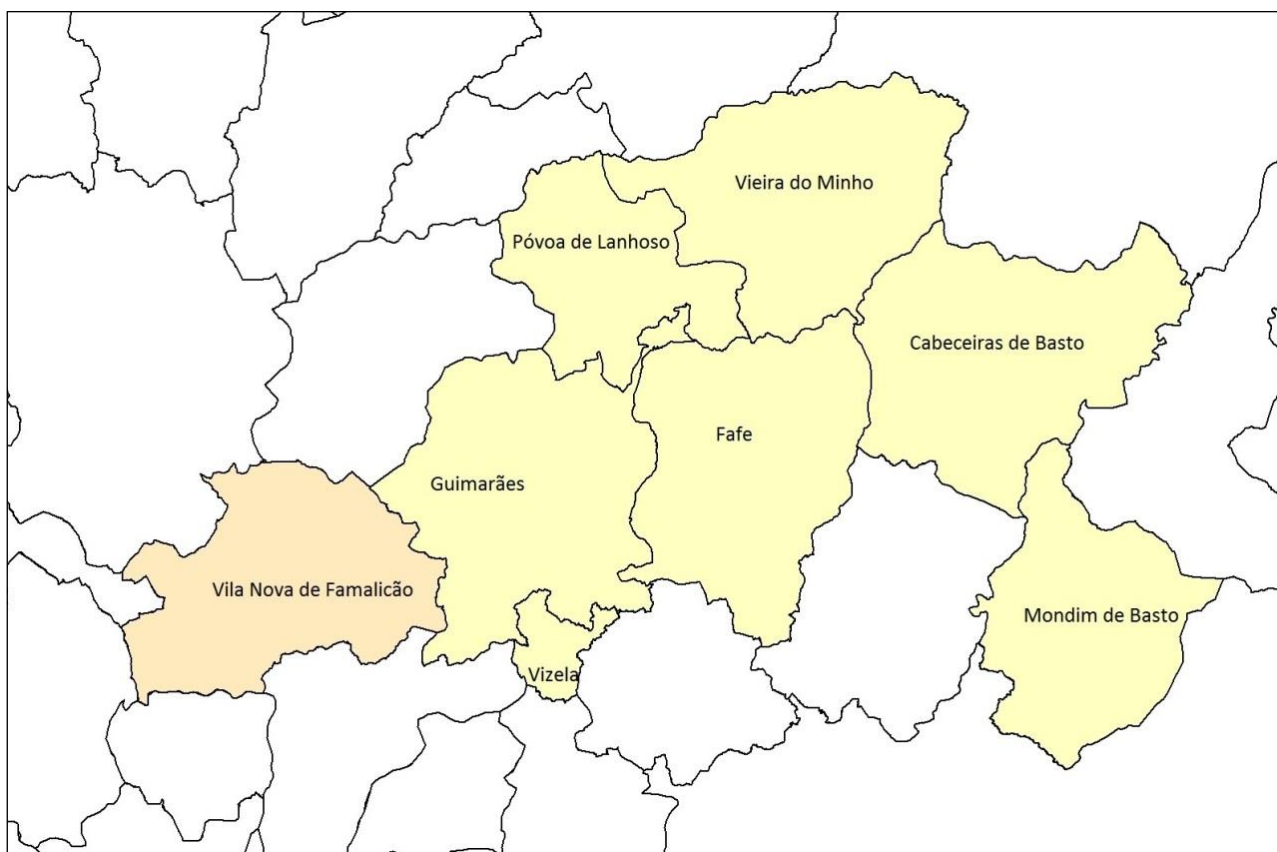 Vieira do Minho
Póvoa de Lanhoso
Cabeceiras de Basto
Fafe
Guimarães
Vila Nova de Famalicão
Mondim de Basto
Vizela